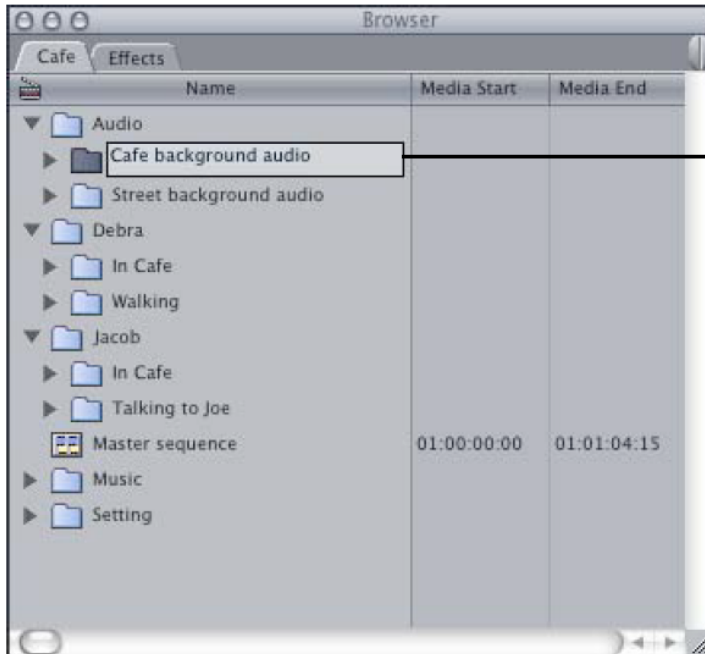 Browser
Cafe Effects
Name Media Start Media End
Audio
Cafe background audio
Street background audio
Debra
In Cafe
Walking
Jacob
In Cafe
Talking to Joe
Master sequence 01:00:00:00 01:01:04:15
Music
Setting